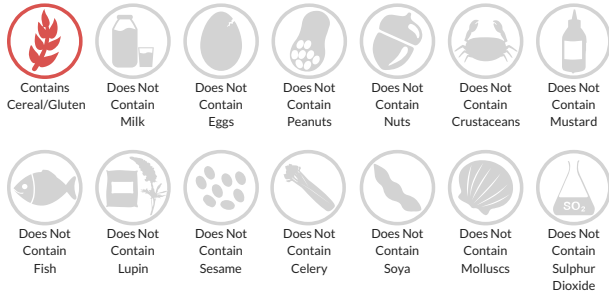 Contains
Cereal/Gluten
Does Not
Contain
Milk
Does Not
Contain
Eggs
Does Not
Contain
Peanuts
Does Not
Contain
Nuts
Does Not
Contain
Crustaceans
Does Not
Contain
Mustard
Does Not
Contain
Fish
Does Not
Contain
Lupin
Does Not
Contain
Sesame
Does Not
Contain
Celery
Does Not
Contain
Soya
Does Not
Contain
Molluscs
SO₂
Does Not
Contain
Sulphur
Dioxide